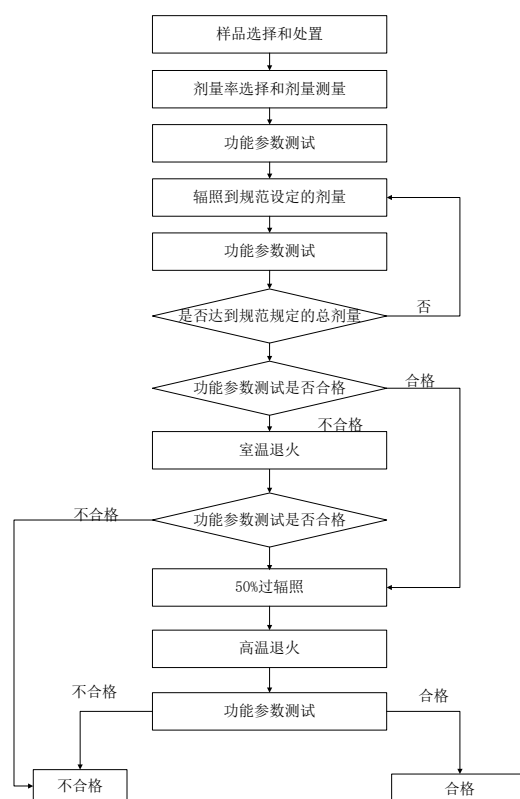 样品选择和处置
剂量率选择和剂量测量
功能参数测试
辐照到规范设定的剂量
功能参数测试
是否达到规范规定的总剂量
否
功能参数测试是否合格
合格
不合格
室温退火
不合格
功能参数测试是否合格
50%过辐照
高温退火
不合格
功能参数测试
合格
不合格
合格